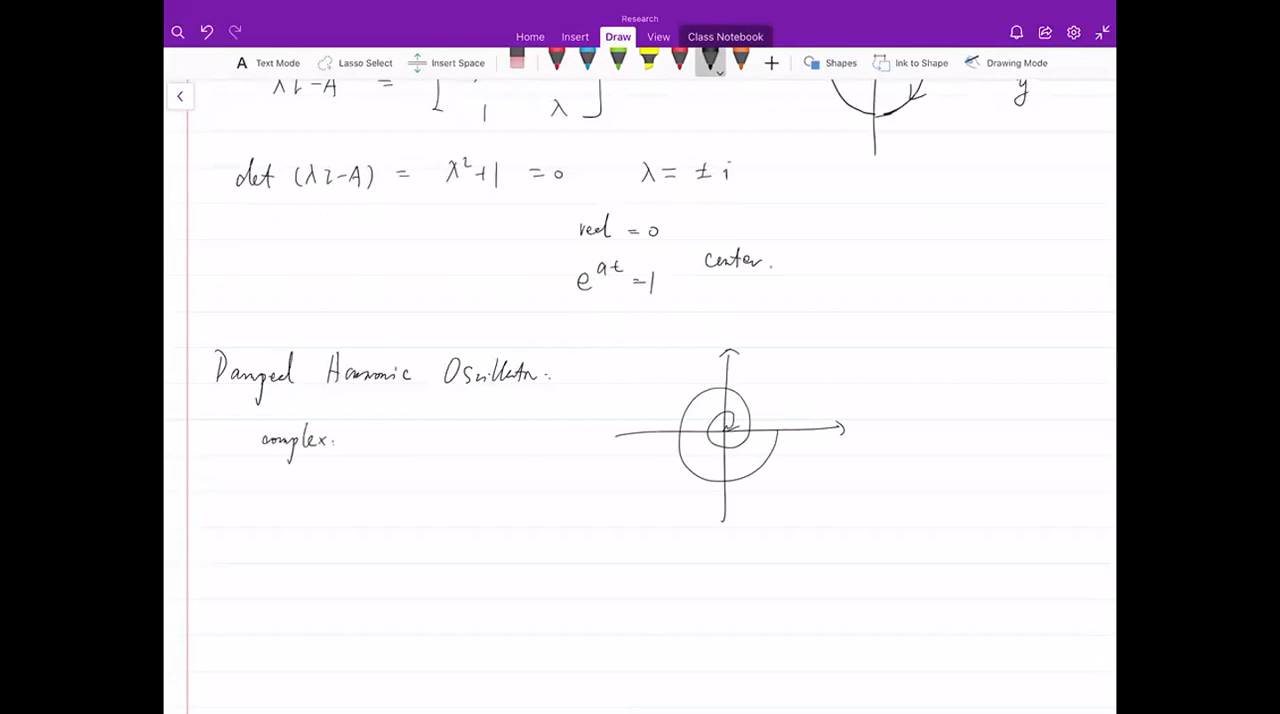 Research
Home Insert Draw View Class Notebook
A Text Mode Lasso Select Insert Space Shapes Ink to Shape Drawing Mode
λI-A = [
1 λ ]
y
det (λI-A) = λ²+1 = 0 λ = ± i
real = 0
e^at = 1 center.
Damped Harmonic Oscillator.
complex.